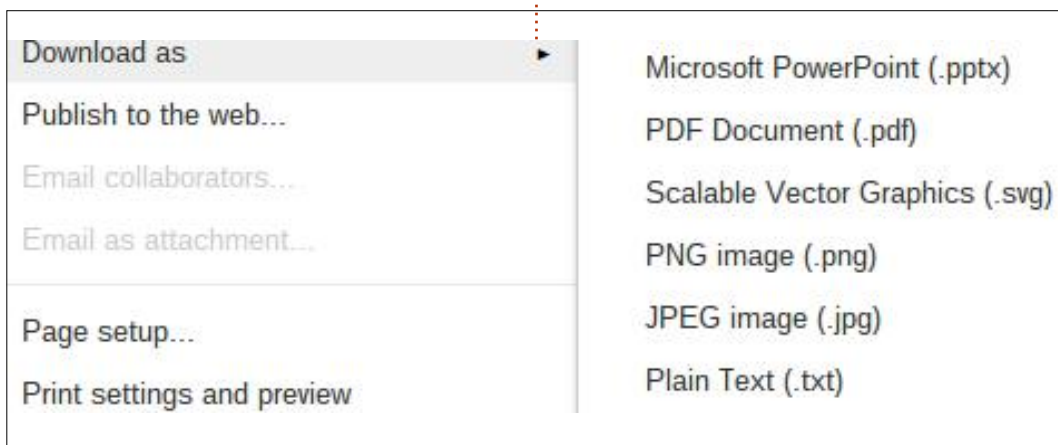 Download as ►
Publish to the web...
Email collaborators...
Email as attachment...
Page setup...
Print settings and preview
Microsoft PowerPoint (.pptx)
PDF Document (.pdf)
Scalable Vector Graphics (.svg)
PNG image (.png)
JPEG image (.jpg)
Plain Text (.txt)